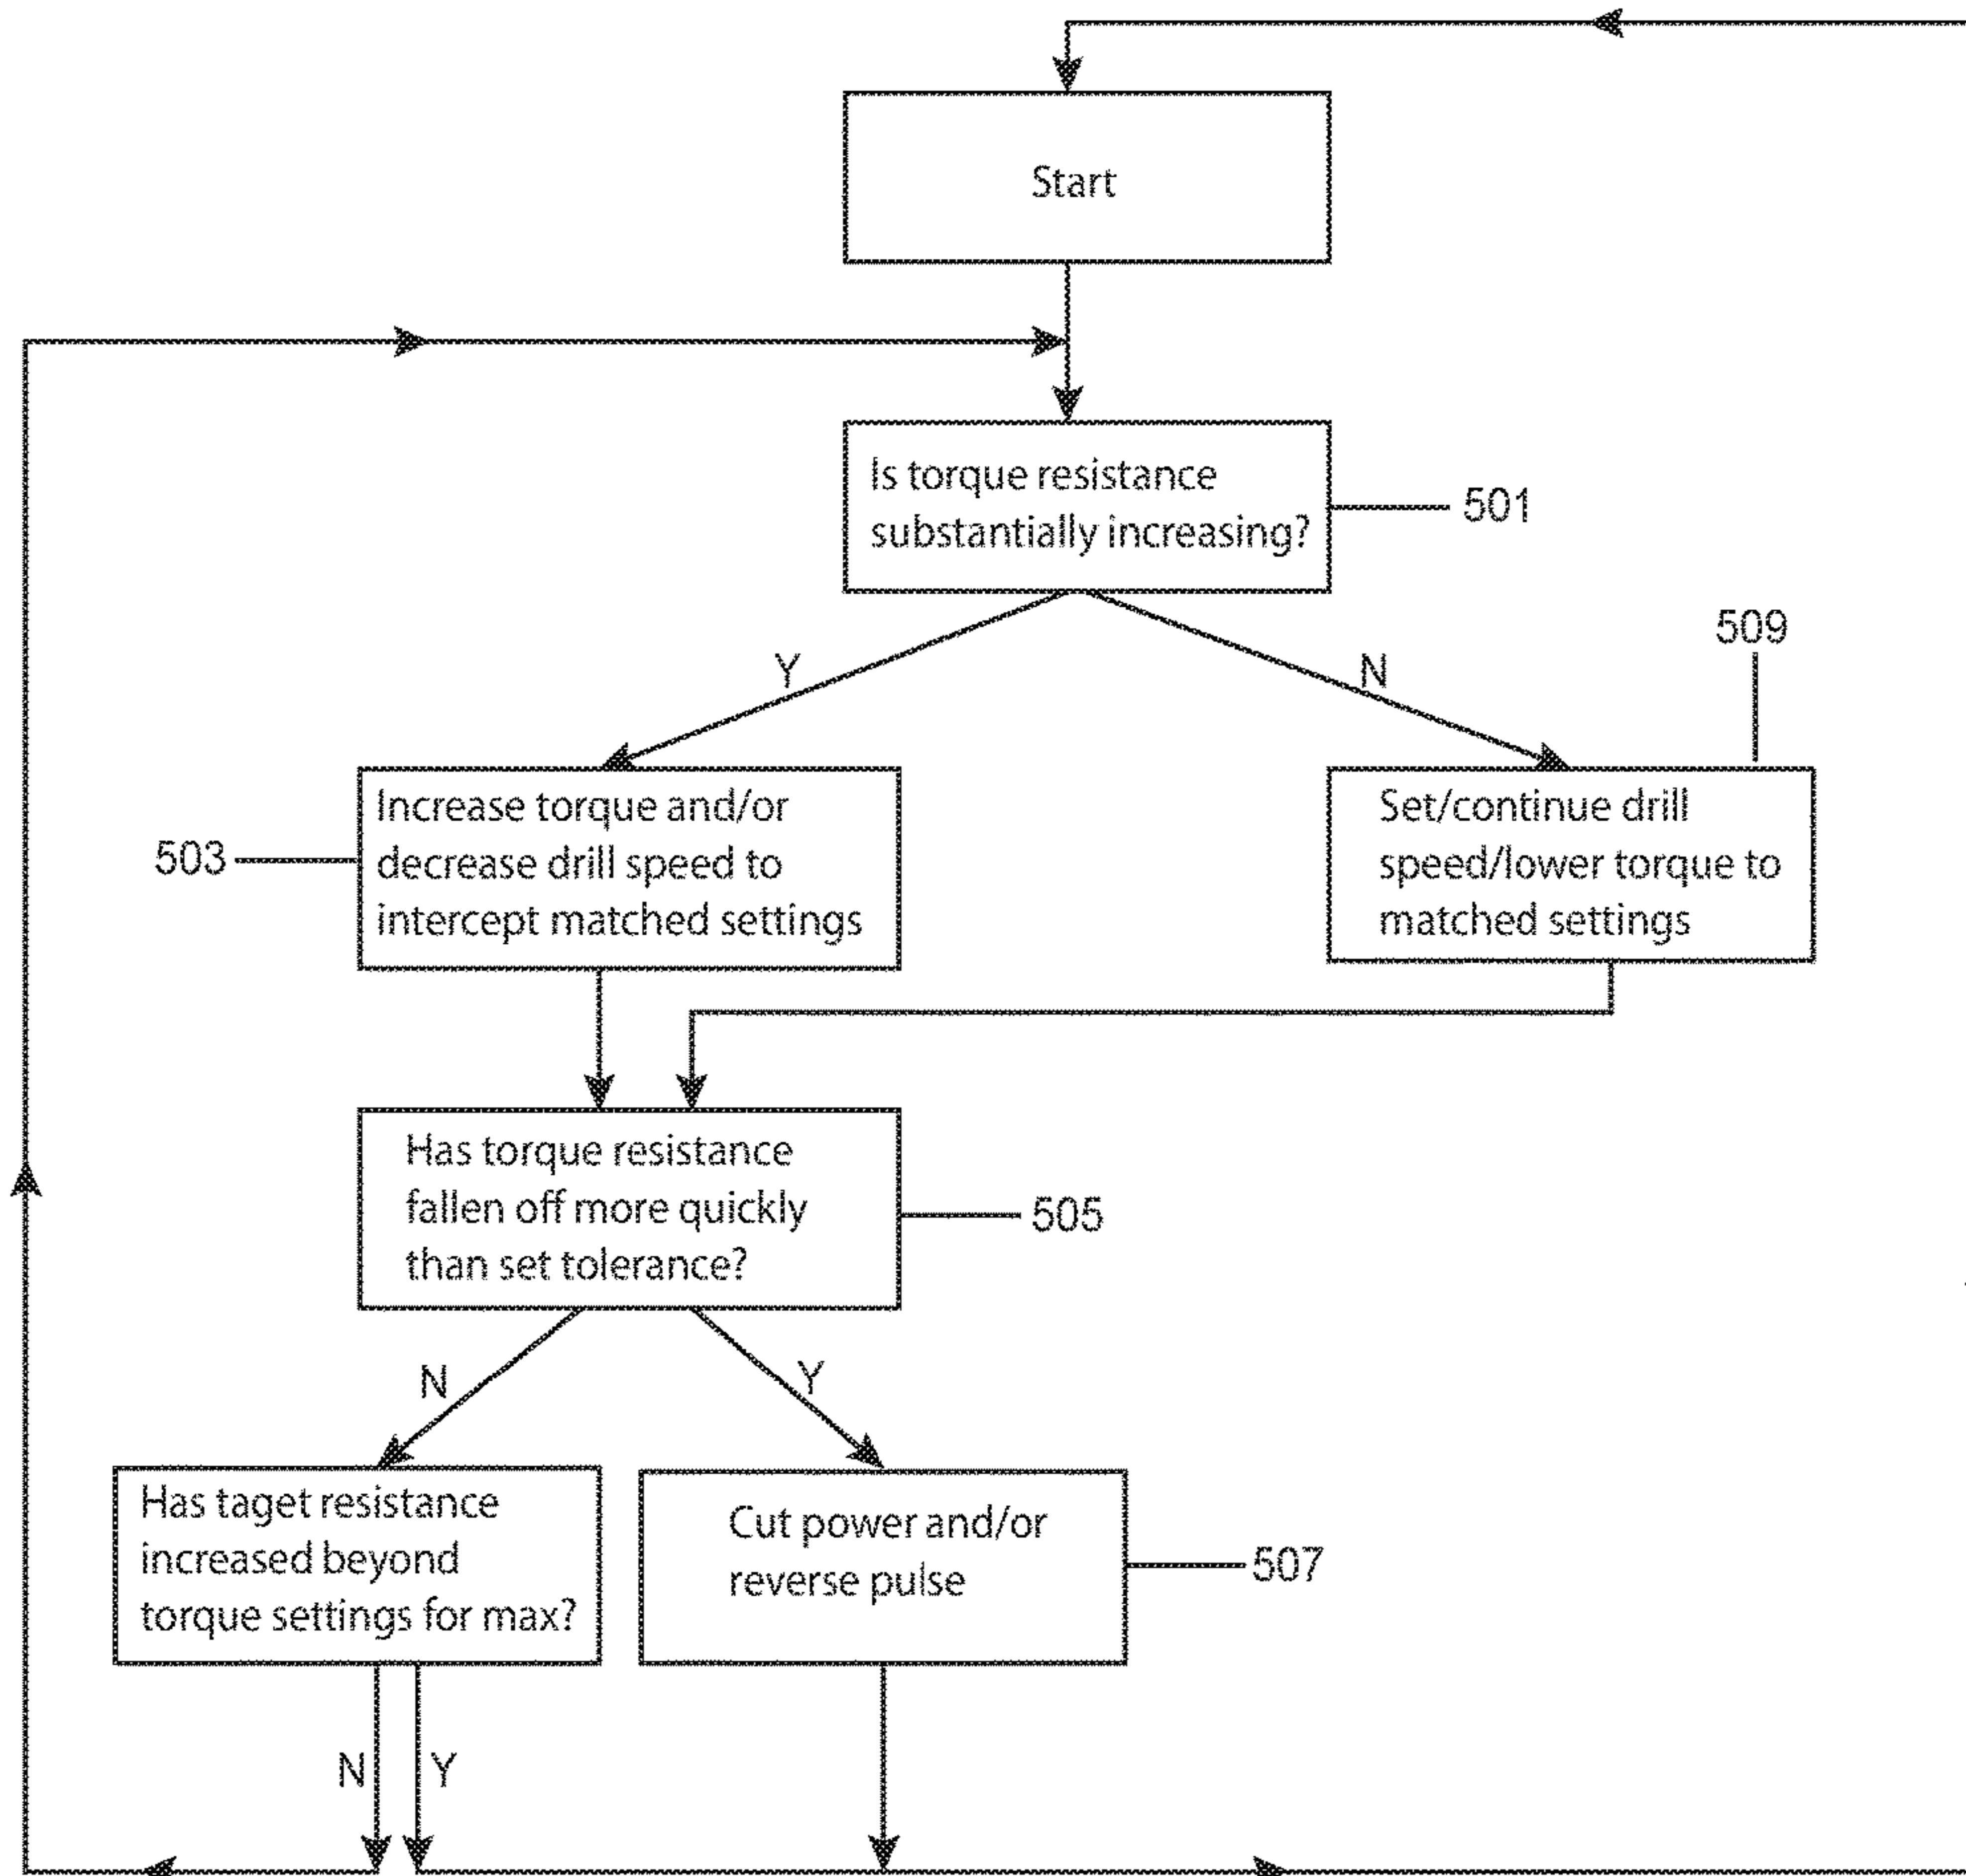 Start
Is torque resistance
substantially increasing?
501
509
Y
N
Increase torque and/or
decrease drill speed to
intercept matched settings
503
Set/continue drill
speed/lower torque to
matched settings
Has torque resistance
fallen off more quickly
than set tolerance?
505
N
Y
Has taget resistance
increased beyond
torque settings for max?
Cut power and/or
reverse pulse
507
N
Y